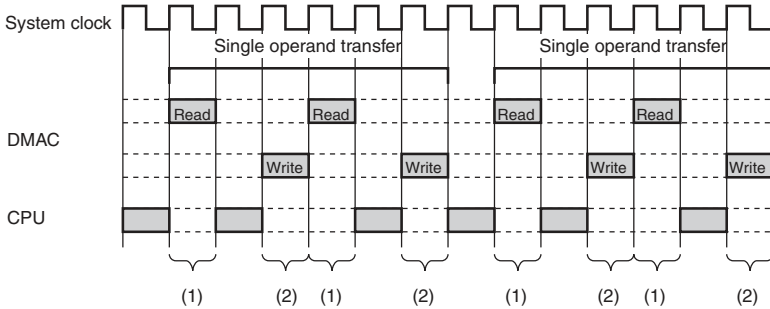 System clock
Single operand transfer Single operand transfer
Read Read Read Read
DMAC
Write Write Write Write
CPU
(1) (2) (1) (2) (1) (2) (1) (2)